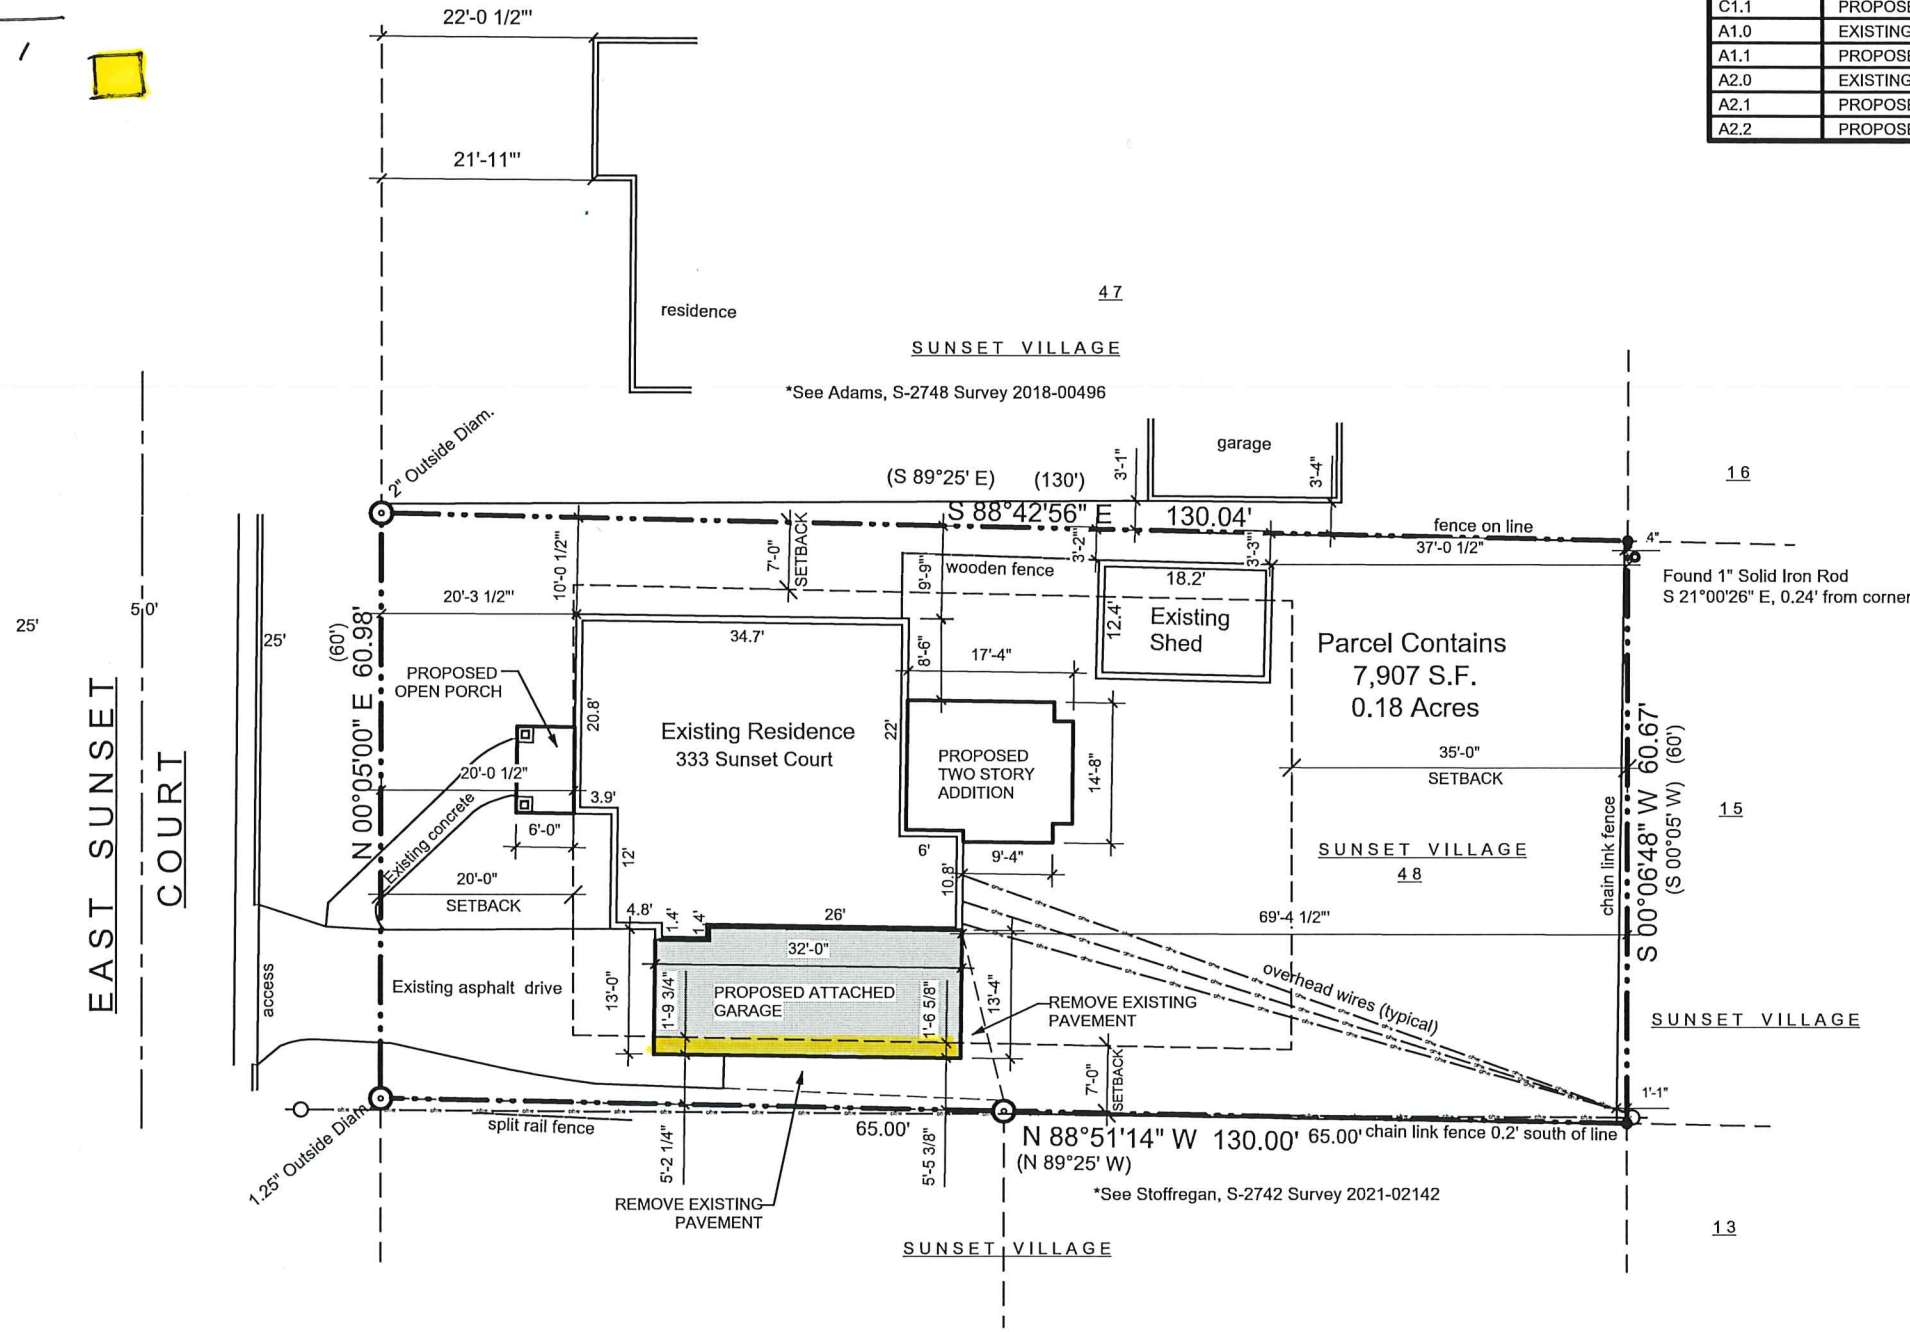 22'-0 1/2"'
C1.1 PROPOSE
A1.0 EXISTING
A1.1 PROPOSE
A2.0 EXISTING
A2.1 PROPOSE
A2.2 PROPOSE
21'-11"'
residence
47
SUNSET VILLAGE
*See Adams, S-2748 Survey 2018-00496
2" Outside Diam.
garage
3'-1"
3'-4"
16
(S 89°25' E) (130')
S 88°42'56" E 130.04'
fence on line
4"
37'-0 1/2"
Found 1" Solid Iron Rod
S 21°00'26" E, 0.24' from corner
10'-0 1/2"'
7'-0"
SETBACK
9'-9"'
wooden fence
3'-2"'
3'-3"'
18.2'
12.4'
Existing
Shed
20'-3 1/2"'
34.7'
50'
25'
25'
N 00°05'00" E 60.98'
(60')
8'-6"
17'-4"
Parcel Contains
7,907 S.F.
0.18 Acres
PROPOSED
OPEN PORCH
20.8'
22'
Existing Residence
333 Sunset Court
PROPOSED
TWO STORY
ADDITION
14'-8"
35'-0"
SETBACK
S 00°06'48" W 60.67'
(S 00°05' W) (60')
15
EAST SUNSET
COURT
20'-0 1/2"
3.9'
6'-0"
Existing concrete
12'
6'
9'-4"
10.8'
SUNSET VILLAGE
48
chain link fence
20'-0"
SETBACK
4.8'
1.4'
1.4'
26'
69'-4 1/2"'
32'-0"
access
Existing asphalt drive
13'-0"
1'-9 3/4"
PROPOSED ATTACHED
GARAGE
1'-6 5/8"
13'-4"
REMOVE EXISTING
PAVEMENT
overhead wires (typical)
SUNSET VILLAGE
7'-0"
SETBACK
1'-1"
1.25" Outside Diam.
split rail fence
65.00'
N 88°51'14" W 130.00'
65.00'
chain link fence 0.2' south of line
(N 89°25' W)
5'-2 1/4"
5'-5 3/8"
*See Stoffregan, S-2742 Survey 2021-02142
REMOVE EXISTING
PAVEMENT
SUNSET VILLAGE
13